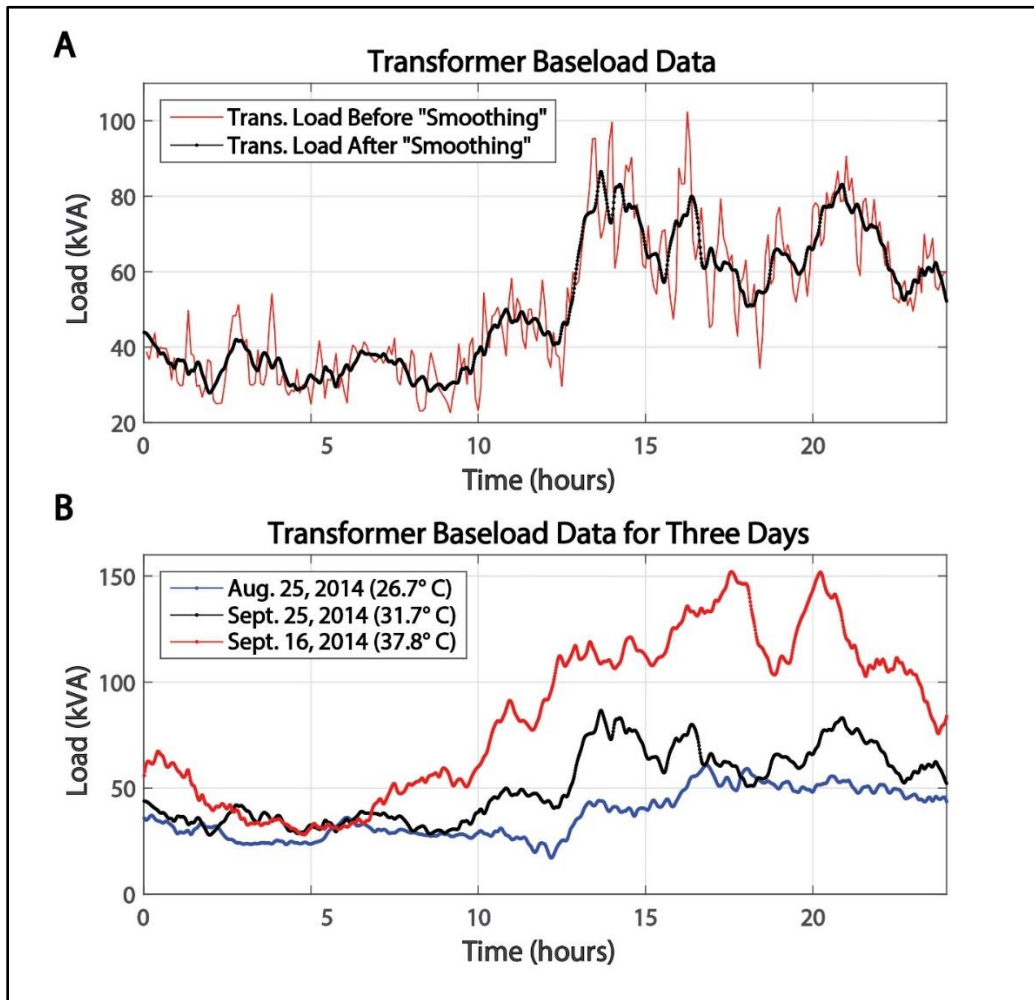 A
Transformer Baseload Data
Trans. Load Before "Smoothing"
Trans. Load After "Smoothing"
100
80
60
40
20
Load (kVA)
0 5 10 15 20
Time (hours)
B
Transformer Baseload Data for Three Days
Aug. 25, 2014 (26.7° C)
Sept. 25, 2014 (31.7° C)
Sept. 16, 2014 (37.8° C)
150
100
50
0
Load (kVA)
0 5 10 15 20
Time (hours)